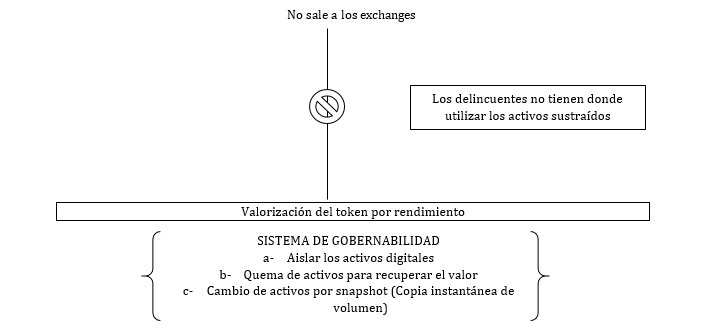 No sale a los exchanges
Los delincuentes no tienen donde
utilizar los activos sustraídos
Valorización del token por rendimiento
SISTEMA DE GOBERNABILIDAD
a- Aislar los activos digitales
b- Quema de activos para recuperar el valor
c- Cambio de activos por snapshot (Copia instantánea de
volumen)